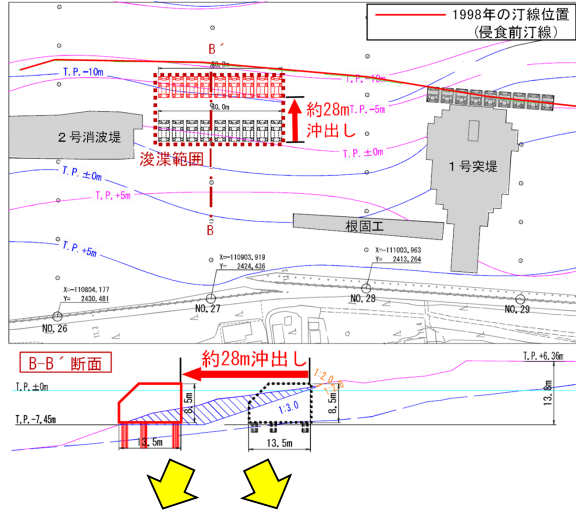 1998年の汀線位置
(侵食前汀線)
B´
80.0m
T.P.-10m
T.P.-10m
80.0m
約28m
沖出し
T.P.-5m
2号消波堤
浚渫範囲
T.P.±0m
1号突堤
T.P.±0m
T.P.+5m
B
根固工
T.P.+5m
X=-110903.919
Y= 2424.436
X=-111003.963
Y= 2413.264
X=-110804.177
Y= 2430.481
NO.26
NO.27
NO.28
NO.29
B-B´断面
約28m沖出し
T.P.+6.36m
T.P.±0m
8.5m
1:3.0
8.5m
13.8m
T.P.-7.45m
13.5m
13.5m